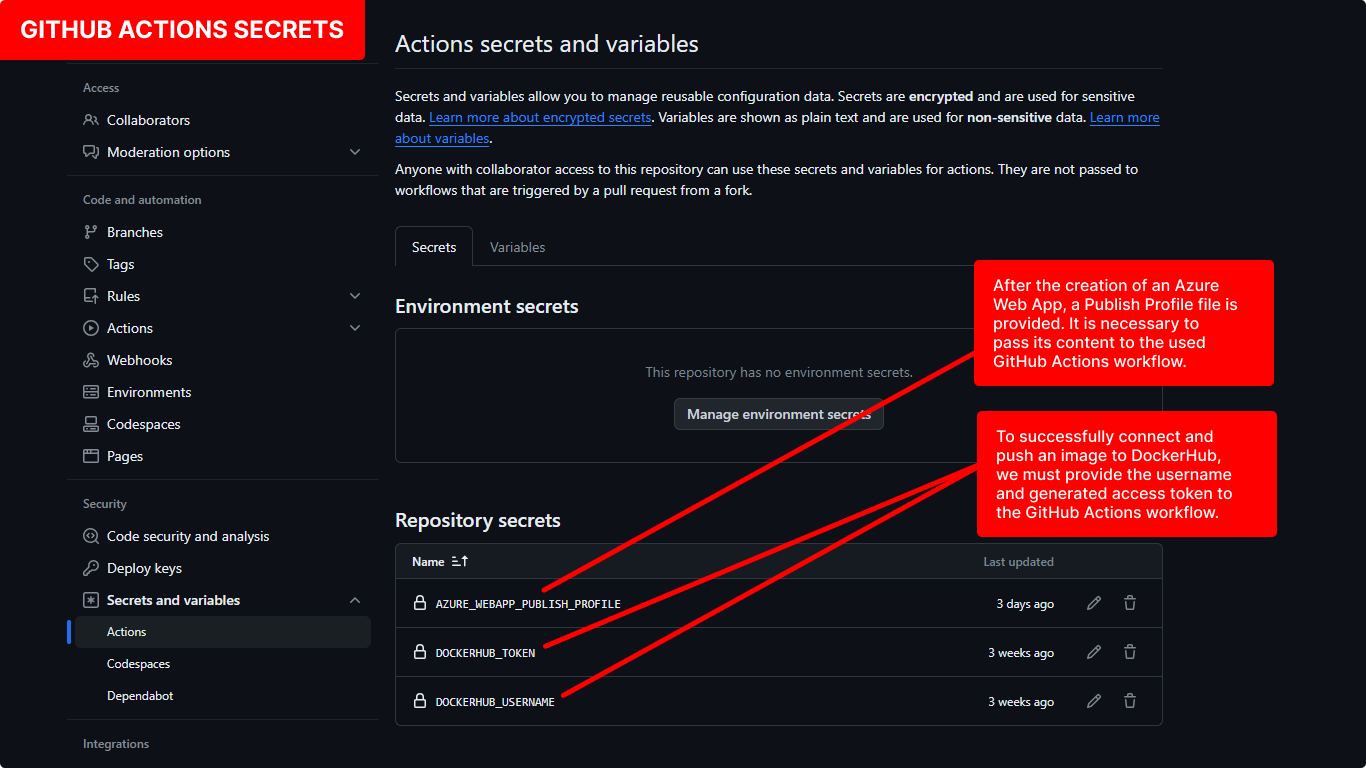 GITHUB ACTIONS SECRETS
Access
Collaborators
Moderation options
Code and automation
Branches
Tags
Rules
Actions
Webhooks
Environments
Codespaces
Pages
Security
Code security and analysis
Deploy keys
Secrets and variables
Actions
Codespaces
Dependabot
Integrations
Actions secrets and variables
Secrets and variables allow you to manage reusable configuration data. Secrets are encrypted and are used for sensitive
data. Learn more about encrypted secrets. Variables are shown as plain text and are used for non-sensitive data. Learn more
about variables.
Anyone with collaborator access to this repository can use these secrets and variables for actions. They are not passed to
workflows that are triggered by a pull request from a fork.
Secrets
Variables
Environment secrets
This repository has no environment secrets.
Manage environment secrets
After the creation of an Azure
Web App, a Publish Profile file is
provided. It is necessary to
pass its content to the used
GitHub Actions workflow.
To successfully connect and
push an image to DockerHub,
we must provide the username
and generated access token to
the GitHub Actions workflow.
Repository secrets
Name
Last updated
AZURE_WEBAPP_PUBLISH_PROFILE
3 days ago
DOCKERHUB_TOKEN
3 weeks ago
DOCKERHUB_USERNAME
3 weeks ago